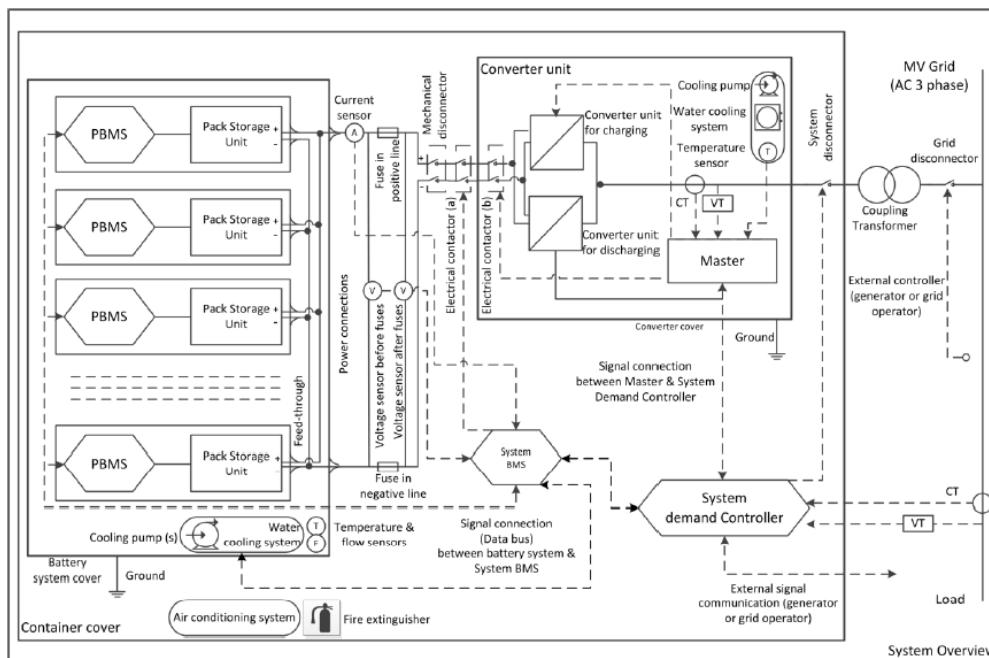 PBMS
Pack Storage
Unit
+
-
PBMS
Pack Storage
Unit
+
-
PBMS
Pack Storage
Unit
+
-
PBMS
Pack Storage
Unit
+
-
Feed-through
Cooling pump (s)
Water
cooling system
T
F
Temperature &
flow sensors
Battery
system cover
Ground
Air conditioning system
Fire extinguisher
Container cover
Current
sensor
A
Power connections
Fuse in
positive line
V
V
Voltage sensor before fuses
Voltage sensor after fuses
Fuse in
negative line
Mechanical
disconnector
+
-
Electrical contactor (a)
Electrical contactor (b)
Signal connection
(Data bus)
between battery system &
System BMS
System
BMS
Converter unit
Converter unit
for charging
Converter unit
for discharging
Cooling pump
Water cooling
system
Temperature
sensor
T
CT
VT
Master
Converter cover
Ground
Signal connection
between Master & System
Demand Controller
System
demand Controller
System
disconnector
MV Grid
(AC 3 phase)
Grid
disconnector
Coupling
Transformer
External controller
(generator or grid
operator)
CT
VT
External signal
communication (generator
or grid operator)
Load
System Overview